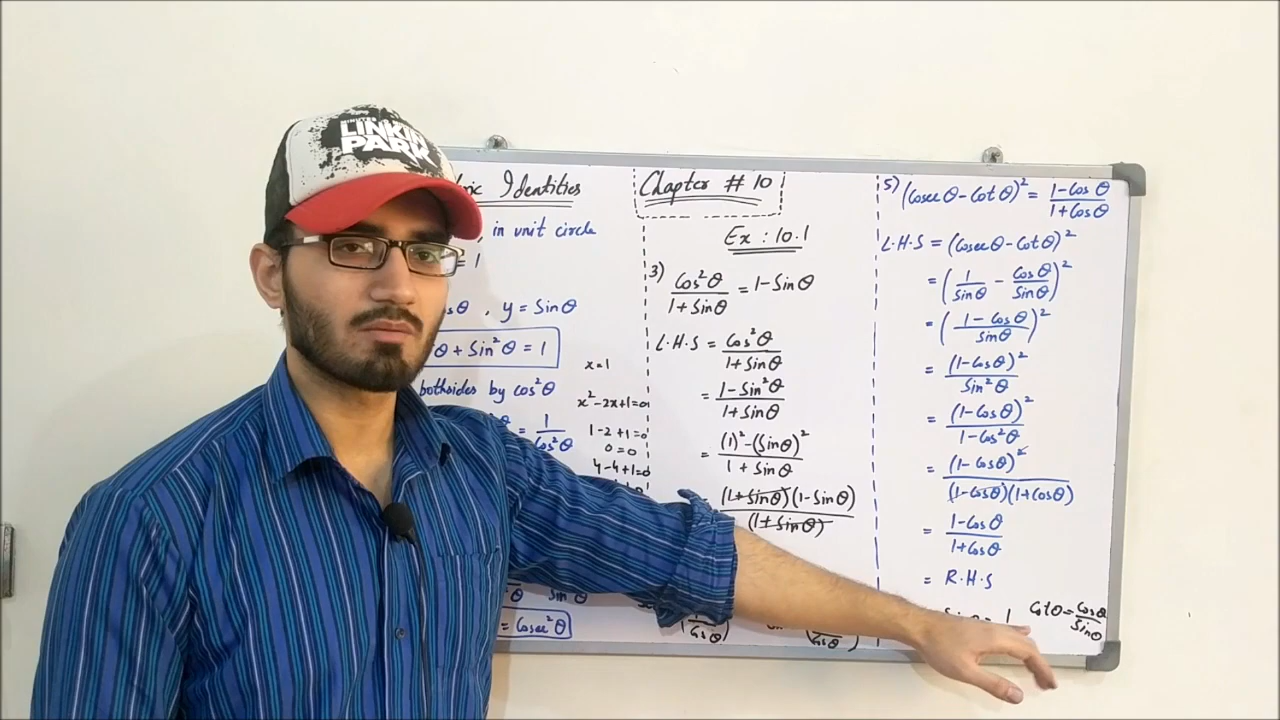 LINKIN
PARK
Identities
, in unit circle
= 1
, y = Sinθ
θ + Sin²θ = 1
bothsides by cos²θ
= 1/Cos²θ
x=1
x²-2x+1=0
1-2+1=0
0=0
4-4+1=0
Sinθ
= Cosec²θ
Chapter # 10
Ex : 10.1
3) Cos²θ/1+Sinθ = 1-Sinθ
L.H.S = Cos²θ/1+Sinθ
= 1-Sin²θ/1+Sinθ
= (1)²-(Sinθ)²/1+Sinθ
= (1+Sinθ)(1-Sinθ)/(1+Sinθ)
5) (Cosecθ-Cotθ)² = 1-Cosθ/1+Cosθ
L.H.S = (Cosecθ-Cotθ)²
= (1/Sinθ - Cosθ/Sinθ)²
= (1-Cosθ/Sinθ)²
= (1-Cosθ)²/Sin²θ
= (1-Cosθ)²/1-Cos²θ
= (1-Cosθ)²/(1-Cosθ)(1+Cosθ)
= 1-Cosθ/1+Cosθ
= R.H.S
Cotθ = Cosθ/Sinθ